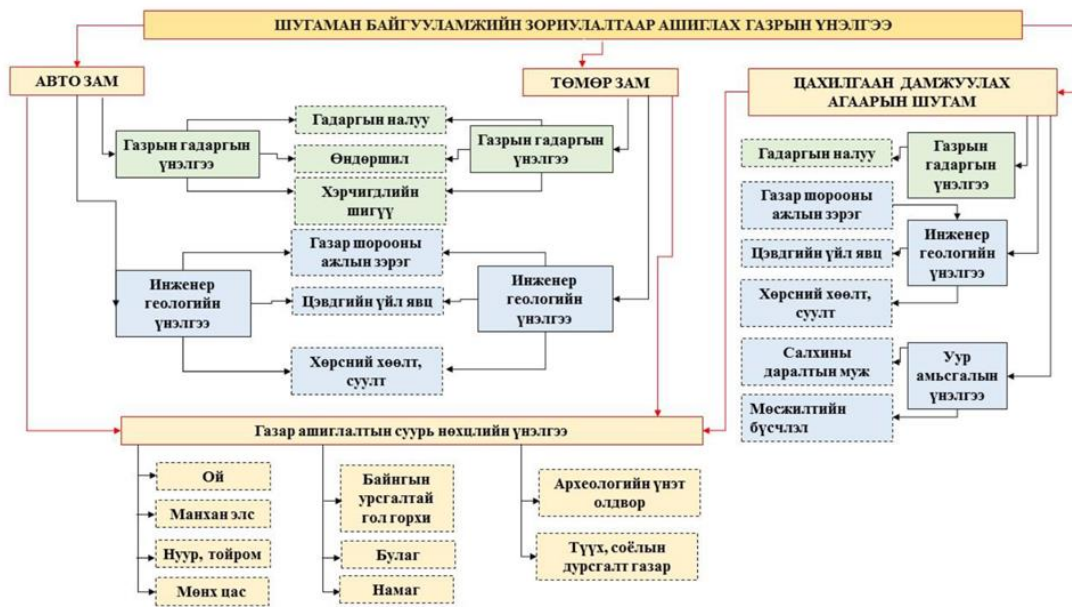 ШУГАМАН БАЙГУУЛАМЖИЙН ЗОРИУЛАЛТААР АШИГЛАХ ГАЗРЫН ҮНЭЛГЭЭ
АВТО ЗАМ
ТӨМӨР ЗАМ
ЦАХИЛГААН ДАМЖУУЛАХ
АГААРЫН ШУГАМ
Газрын гадаргын
үнэлгээ
Гадаргын налуу
Өндөршил
Хэрчигдлийн
шигүү
Газрын гадаргын
үнэлгээ
Инженер
геологийн
үнэлгээ
Газар шорооны
ажлын зэрэг
Цэвдгийн үйл явц
Хөрсний хөөлт,
суулт
Инженер
геологийн
үнэлгээ
Гадаргын налуу
Газрын
гадаргын
үнэлгээ
Газар шорооны
ажлын зэрэг
Цэвдгийн үйл явц
Хөрсний хөөлт,
суулт
Инженер
геологийн
үнэлгээ
Салхины
даралтын муж
Мөсжилтийн
бүсчлэл
Уур
амьсгалын
үнэлгээ
Газар ашиглалтын суурь нөхцлийн үнэлгээ
Ой
Манхан элс
Нуур, тойром
Мөнх цас
Байнгын
урсгалтай
гол горхи
Булаг
Намаг
Археологийн үнэт
олдвор
Түүх, соёлын
дурсгалт газар